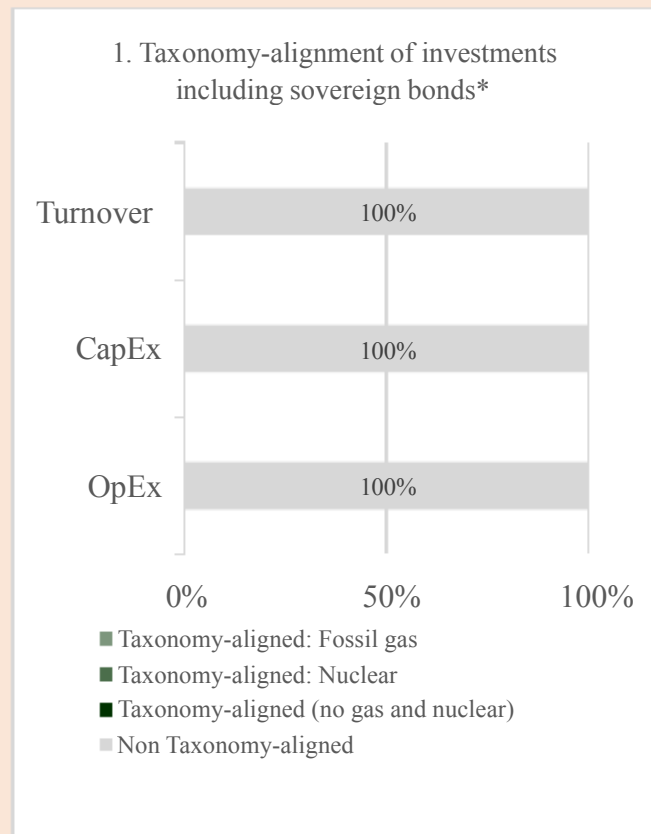 1. Taxonomy-alignment of investments
including sovereign bonds*
Turnover
100%
CapEx
100%
OpEx
100%
0%
50%
100%
Taxonomy-aligned: Fossil gas
Taxonomy-aligned: Nuclear
Taxonomy-aligned (no gas and nuclear)
Non Taxonomy-aligned